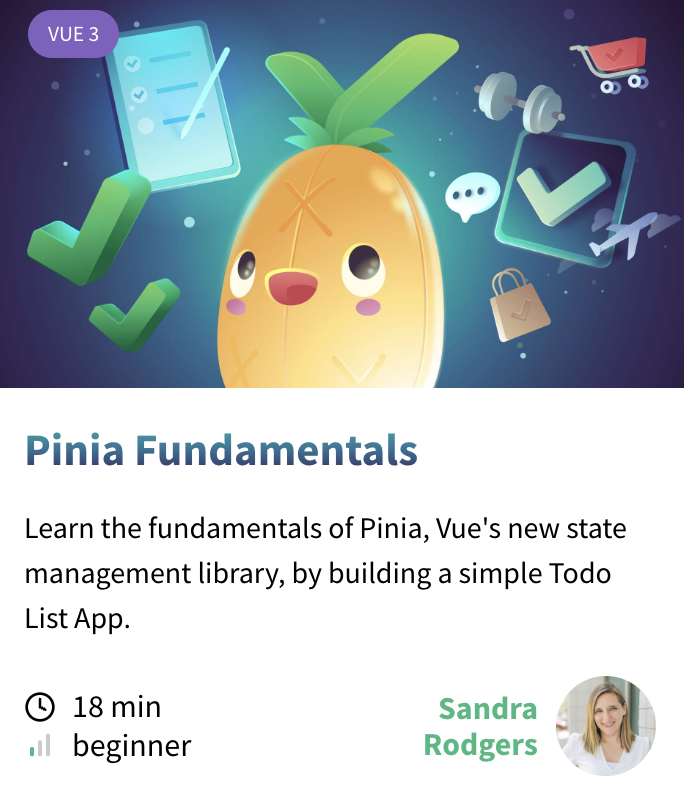 VUE 3
Pinia Fundamentals
Learn the fundamentals of Pinia, Vue's new state
management library, by building a simple Todo
List App.
18 min
beginner
Sandra
Rodgers